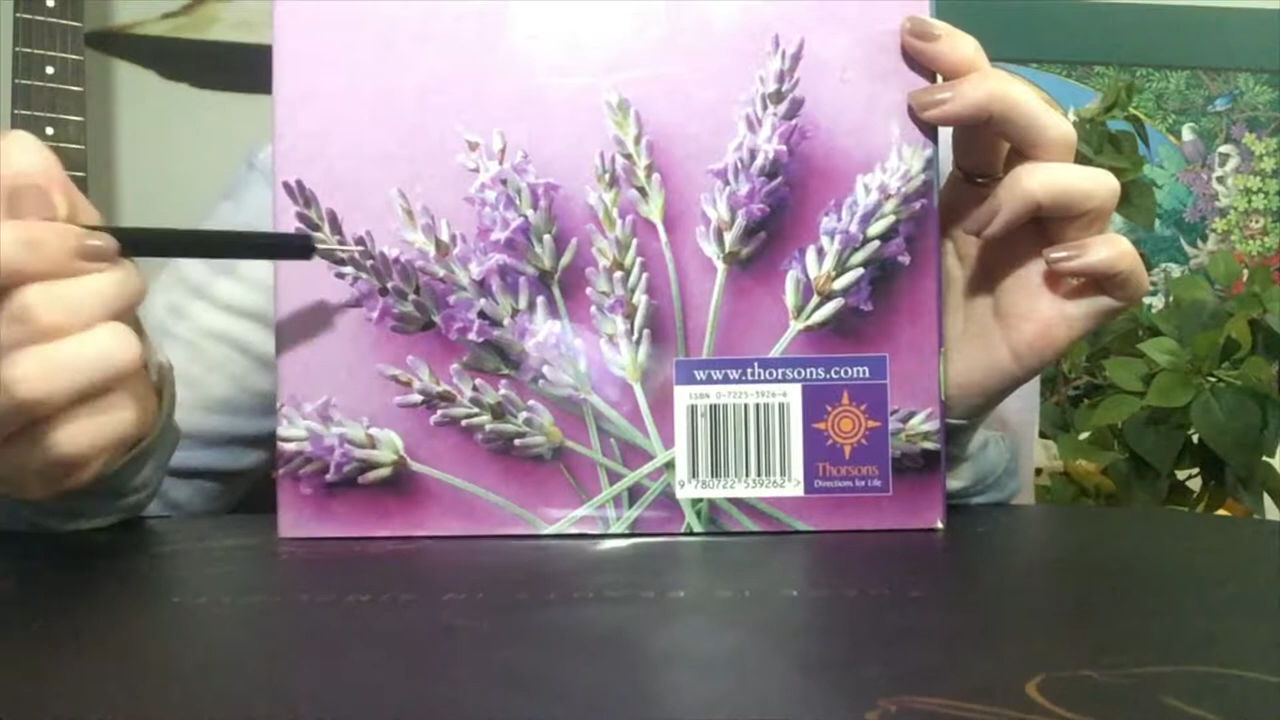 www.thorsons.com
ISBN 0-7225-3926-6
9 780722 539262 >
Thorsons
Directions for Life